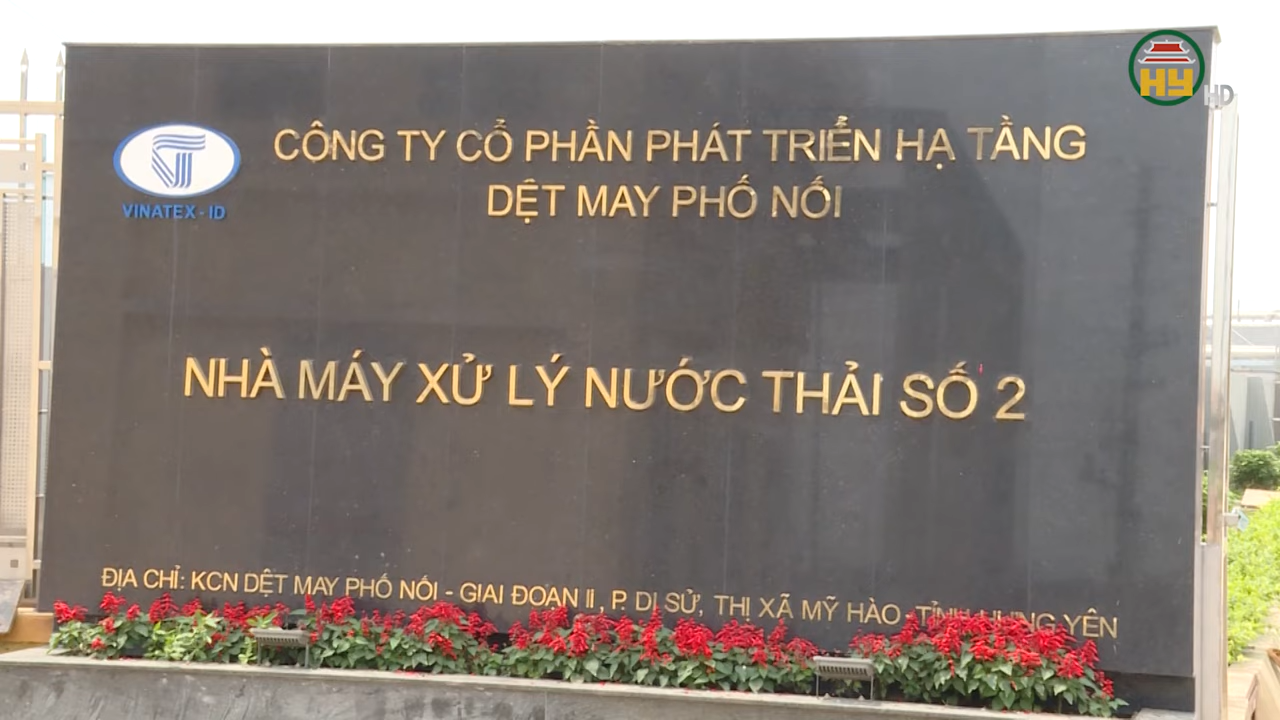 HY HD
CÔNG TY CỔ PHẦN PHÁT TRIỂN HẠ TẦNG
DỆT MAY PHỐ NỐI
VINATEX - ID
NHÀ MÁY XỬ LÝ NƯỚC THẢI SỐ 2
ĐỊA CHỈ: KCN DỆT MAY PHỐ NỐI - GIAI ĐOẠN II , P. DỊ SỬ, THỊ XÃ MỸ HÀO - TỈNH HƯNG YÊN